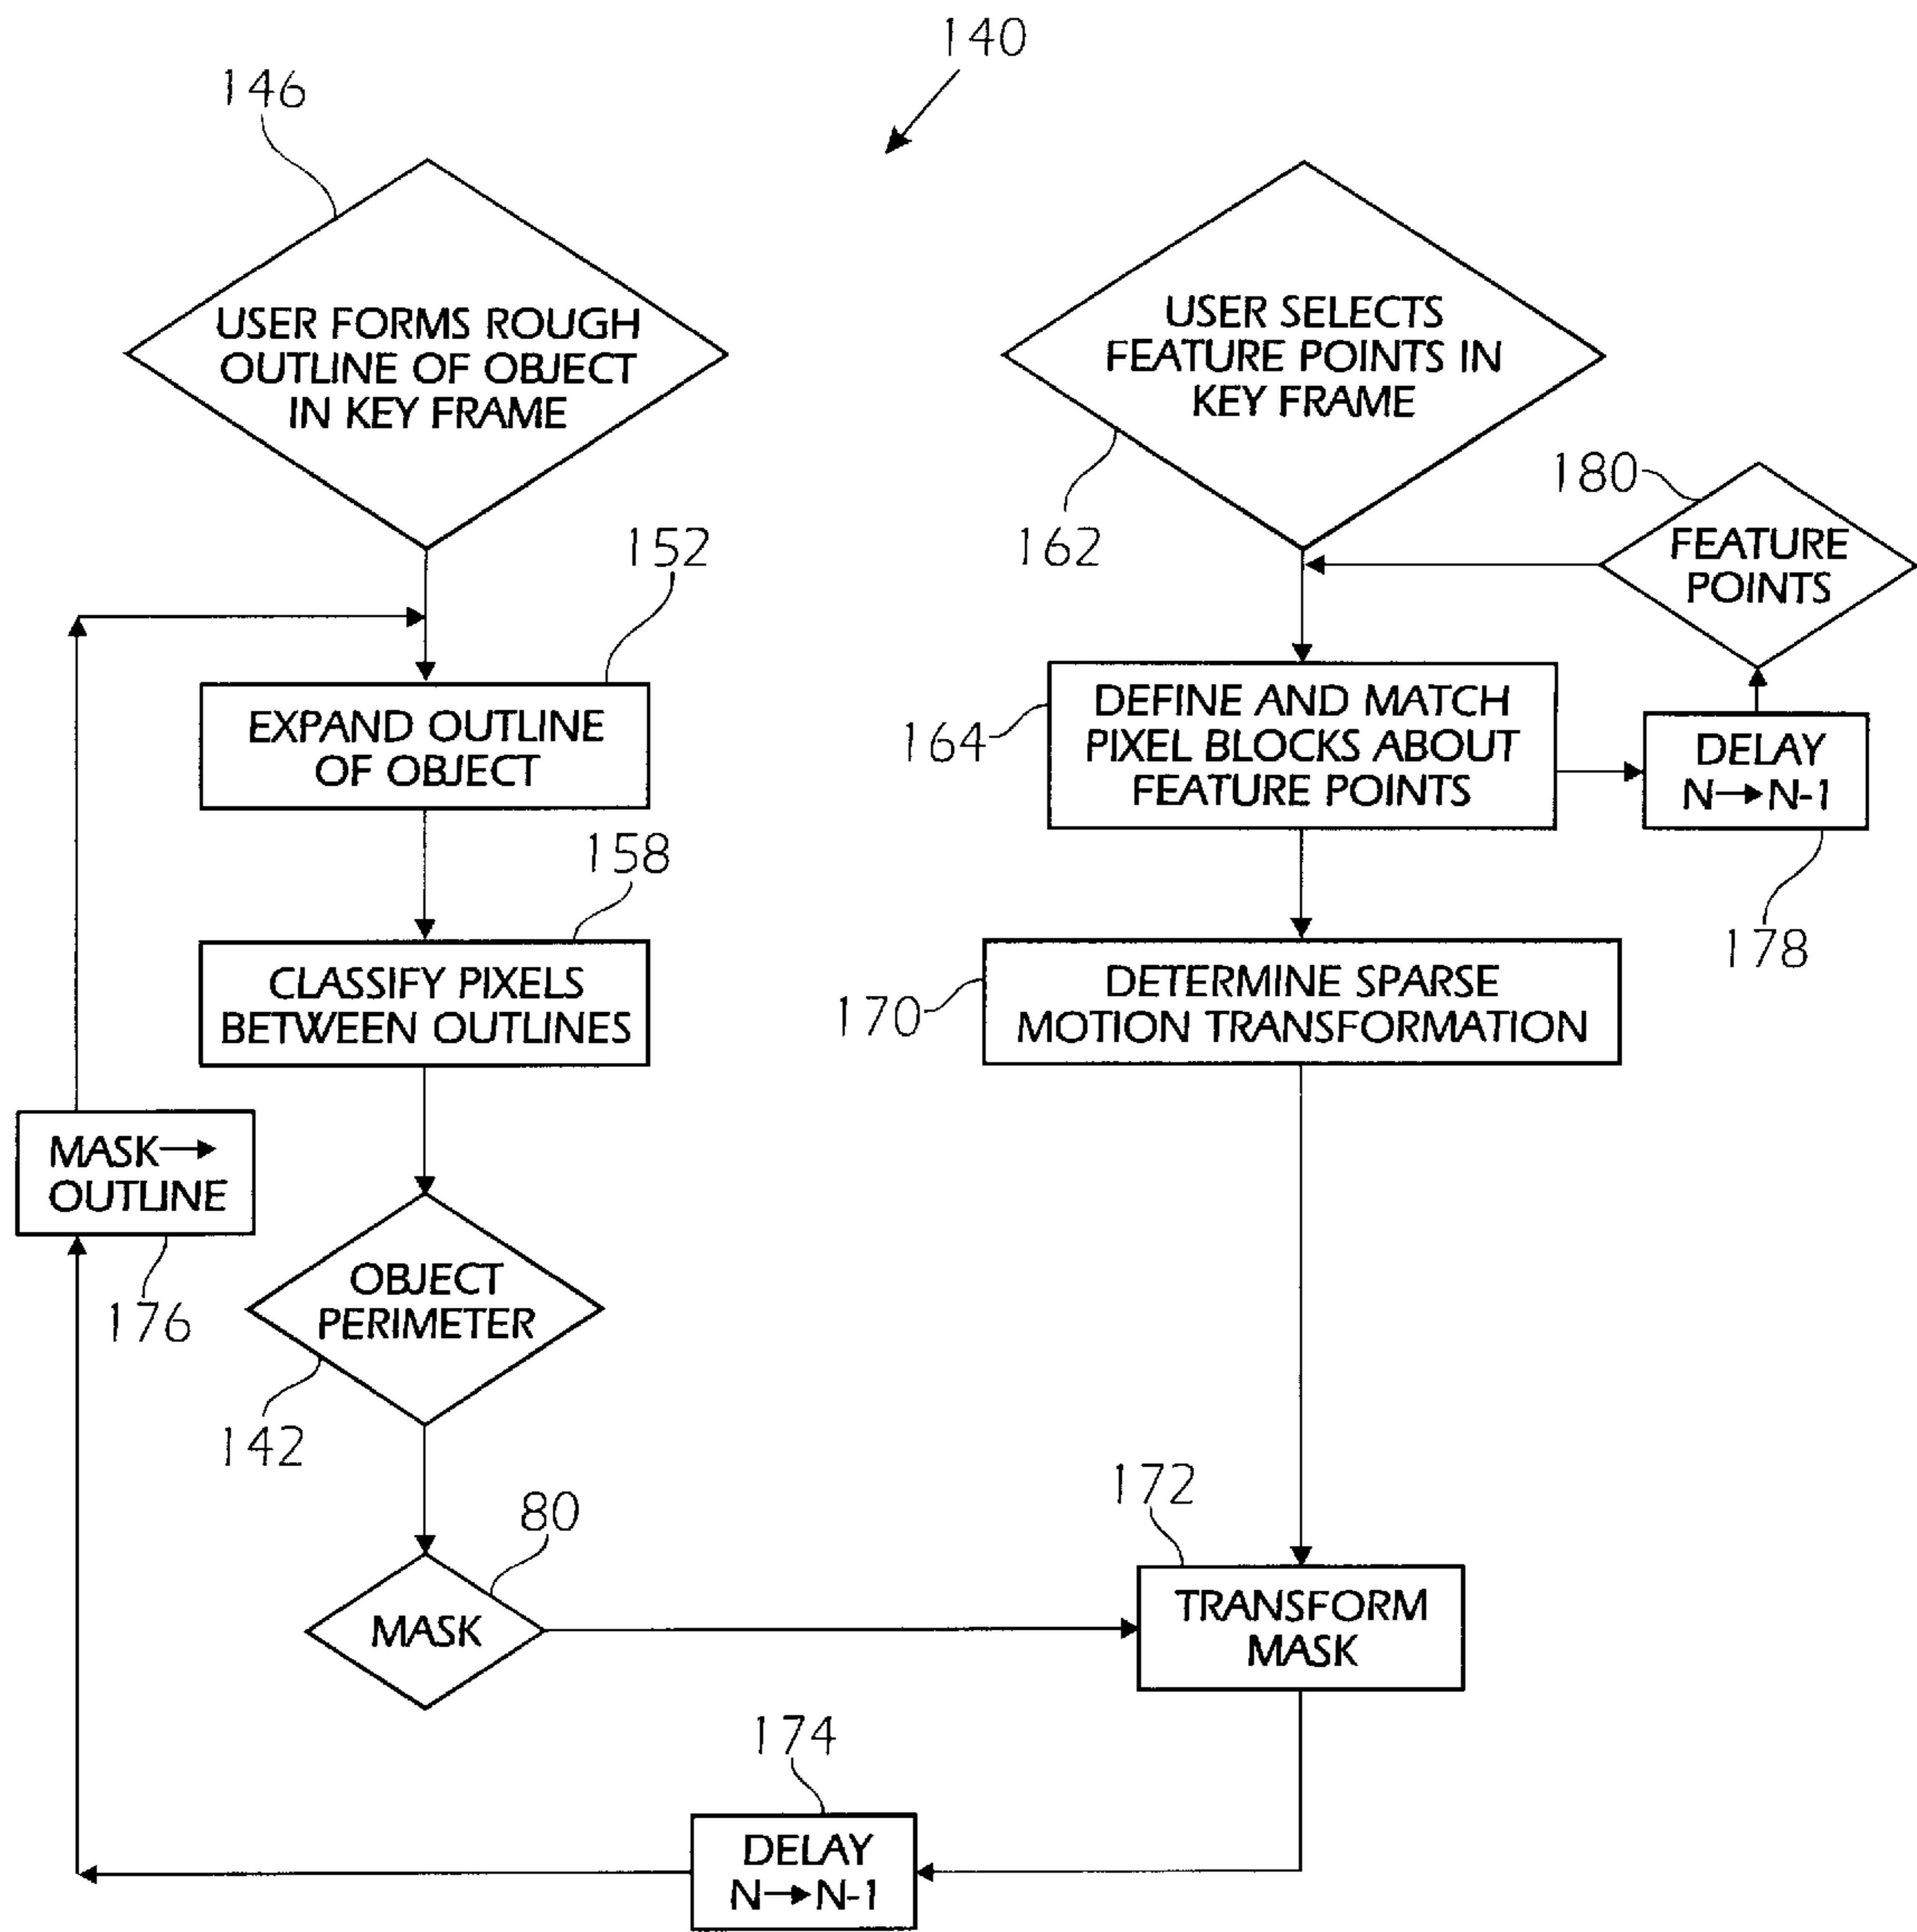 140
146
USER FORMS ROUGH
OUTLINE OF OBJECT
IN KEY FRAME
USER SELECTS
FEATURE POINTS IN
KEY FRAME
162
180
FEATURE
POINTS
152
EXPAND OUTLINE
OF OBJECT
164
DEFINE AND MATCH
PIXEL BLOCKS ABOUT
FEATURE POINTS
DELAY
N→N-1
178
158
CLASSIFY PIXELS
BETWEEN OUTLINES
170
DETERMINE SPARSE
MOTION TRANSFORMATION
MASK→
OUTLINE
176
OBJECT
PERIMETER
142
80
MASK
172
TRANSFORM
MASK
174
DELAY
N→N-1